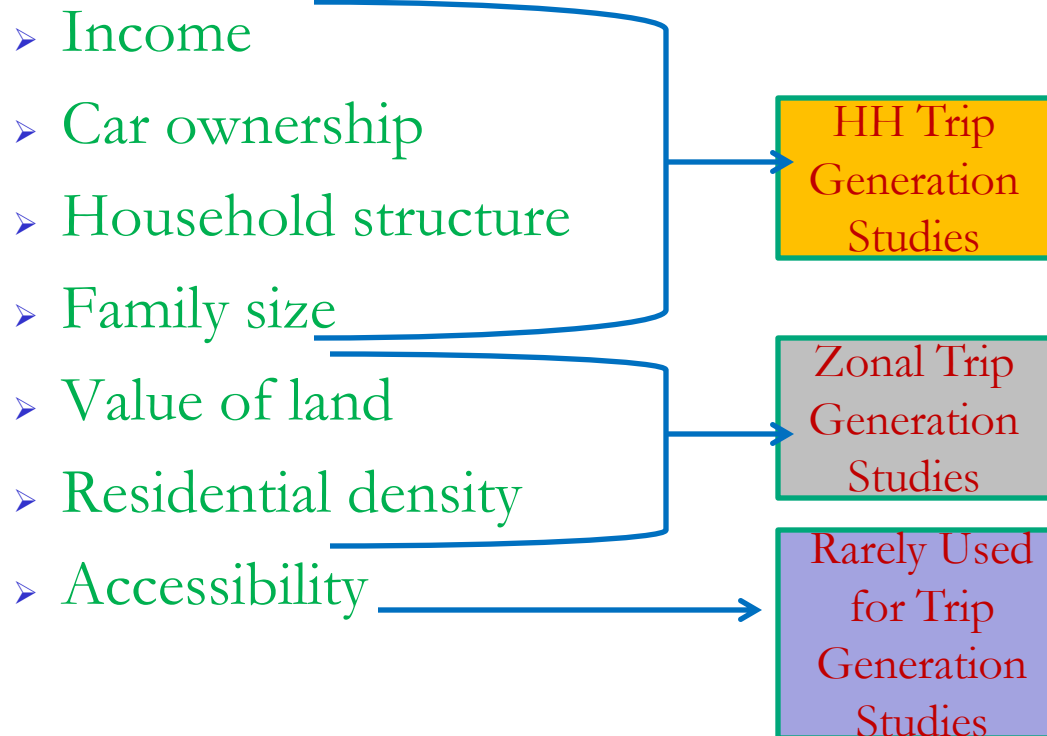 Income
Car ownership
Household structure
Family size
Value of land
Residential density
Accessibility
HH Trip
Generation
Studies
Zonal Trip
Generation
Studies
Rarely Used
for Trip
Generation
Studies